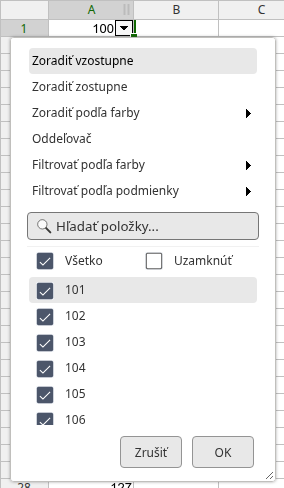 A B C
1 100
Zoradiť vzostupne
Zoradiť zostupne
Zoradiť podľa farby
Oddeľovač
Filtrovať podľa farby
Filtrovať podľa podmienky
Hľadať položky...
Všetko Uzamknúť
101
102
103
104
105
106
Zrušiť OK
28 127